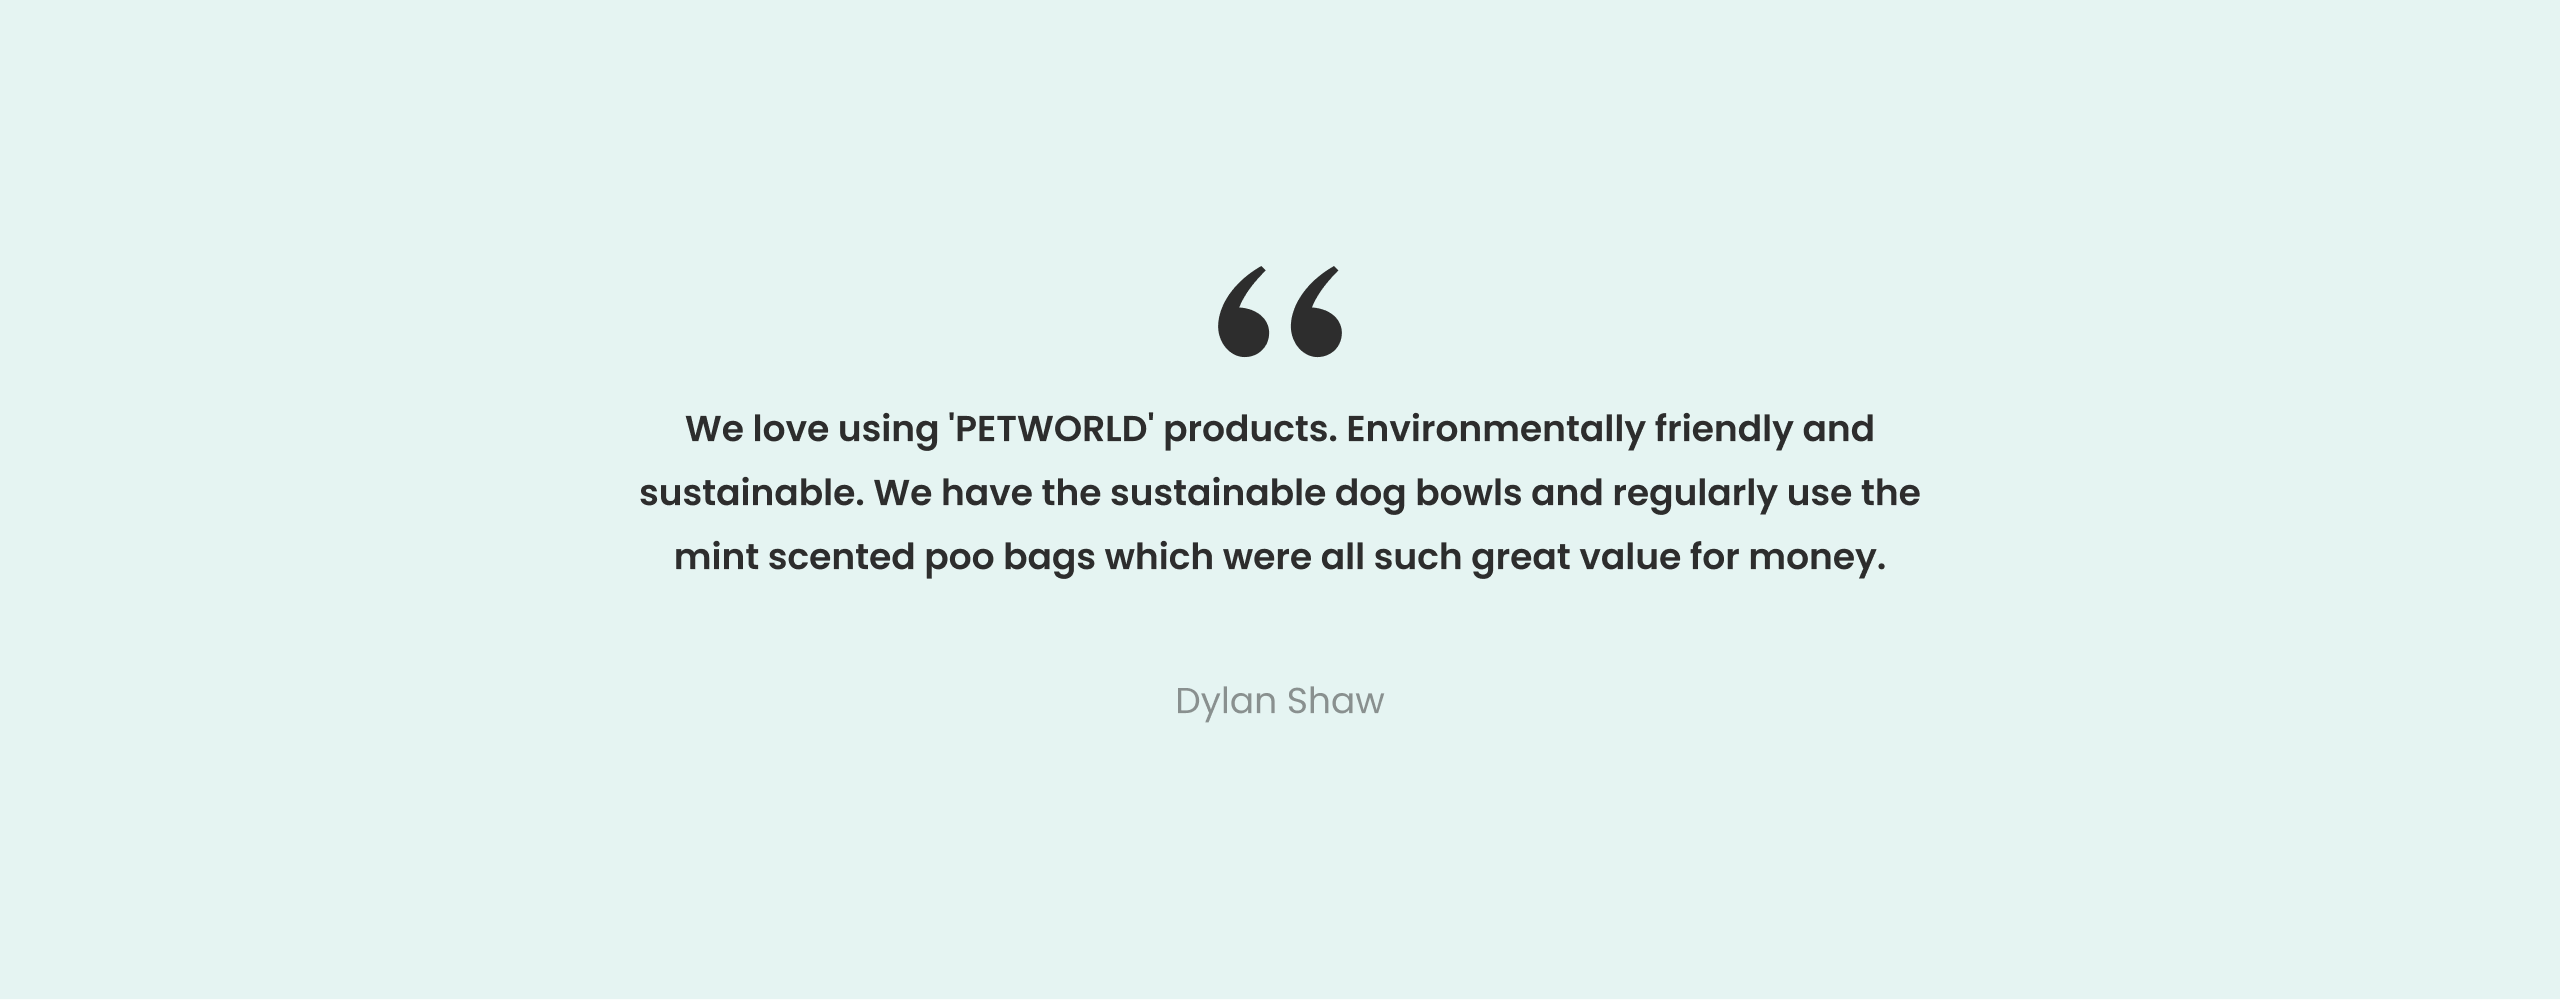 “
We love using 'PETWORLD' products. Environmentally friendly and
sustainable. We have the sustainable dog bowls and regularly use the
mint scented poo bags which were all such great value for money.
Dylan Shaw